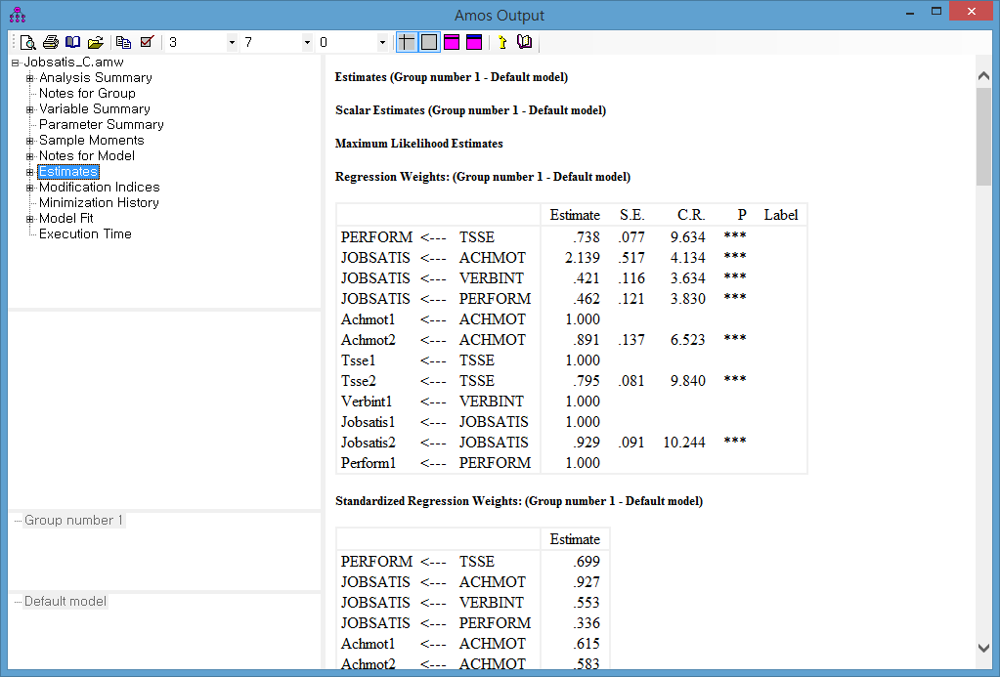 Amos Output
3 7 0
Jobsatis_C.amw
Analysis Summary
Notes for Group
Variable Summary
Parameter Summary
Sample Moments
Notes for Model
Estimates
Modification Indices
Minimization History
Model Fit
Execution Time
Group number 1
Default model
Estimates (Group number 1 - Default model)
Scalar Estimates (Group number 1 - Default model)
Maximum Likelihood Estimates
Regression Weights: (Group number 1 - Default model)
Estimate S.E. C.R. P Label
PERFORM <--- TSSE .738 .077 9.634 ***
JOBSATIS <--- ACHMOT 2.139 .517 4.134 ***
JOBSATIS <--- VERBINT .421 .116 3.634 ***
JOBSATIS <--- PERFORM .462 .121 3.830 ***
Achmot1 <--- ACHMOT 1.000
Achmot2 <--- ACHMOT .891 .137 6.523 ***
Tsse1 <--- TSSE 1.000
Tsse2 <--- TSSE .795 .081 9.840 ***
Verbint1 <--- VERBINT 1.000
Jobsatis1 <--- JOBSATIS 1.000
Jobsatis2 <--- JOBSATIS .929 .091 10.244 ***
Perform1 <--- PERFORM 1.000
Standardized Regression Weights: (Group number 1 - Default model)
Estimate
PERFORM <--- TSSE .699
JOBSATIS <--- ACHMOT .927
JOBSATIS <--- VERBINT .553
JOBSATIS <--- PERFORM .336
Achmot1 <--- ACHMOT .615
Achmot2 <--- ACHMOT .583